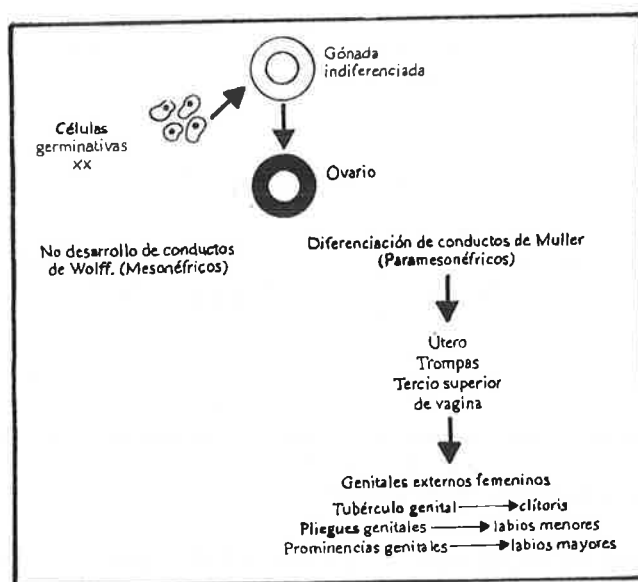 Gónada
indiferenciada
Células
germinativas
xx
Ovario
No desarrollo de conductos
de Wolff. (Mesonéfricos)
Diferenciación de conductos de Muller
(Paramesonéfricos)
Útero
Trompas
Tercio superior
de vagina
Genitales externos femeninos
Tubérculo genital → clítoris
Pliegues genitales → labios menores
Prominencias genitales → labios mayores